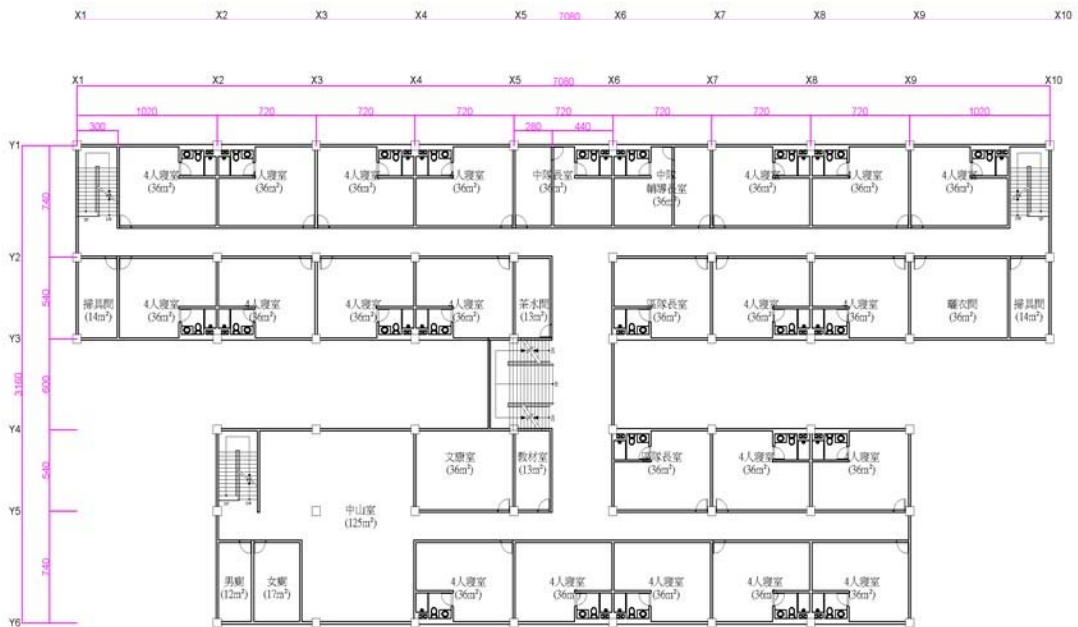 X1 X2 X3 X4 X5 X6 X7 X8 X9 X10
7080
X1 X2 X3 X4 X5 X6 X7 X8 X9 X10
7080
1020 720 720 720 720 720 720 720 1020
300 280 440
Y1
4人寢室 4人寢室 4人寢室 4人寢室 中隊長室 中隊 4人寢室 4人寢室 4人寢室
輔導長室
(36m²) (36m²) (36m²) (36m²) (36m²) (36m²) (36m²) (36m²) (36m²)
740
Y2
540
掃具間 4人寢室 4人寢室 4人寢室 4人寢室 茶水間 區隊長室 4人寢室 4人寢室 曬衣間 掃具間
(14m²) (36m²) (36m²) (36m²) (36m²) (13m²) (36m²) (36m²) (36m²) (36m²) (14m²)
Y3
3160
600
Y4
540
文康室 教材室 區隊長室 4人寢室 4人寢室
(36m²) (13m²) (36m²) (36m²) (36m²)
Y5
中山室
(125m²)
740
男廁 女廁 4人寢室 4人寢室 4人寢室 4人寢室 4人寢室
(12m²) (17m²) (36m²) (36m²) (36m²) (36m²) (36m²)
Y6